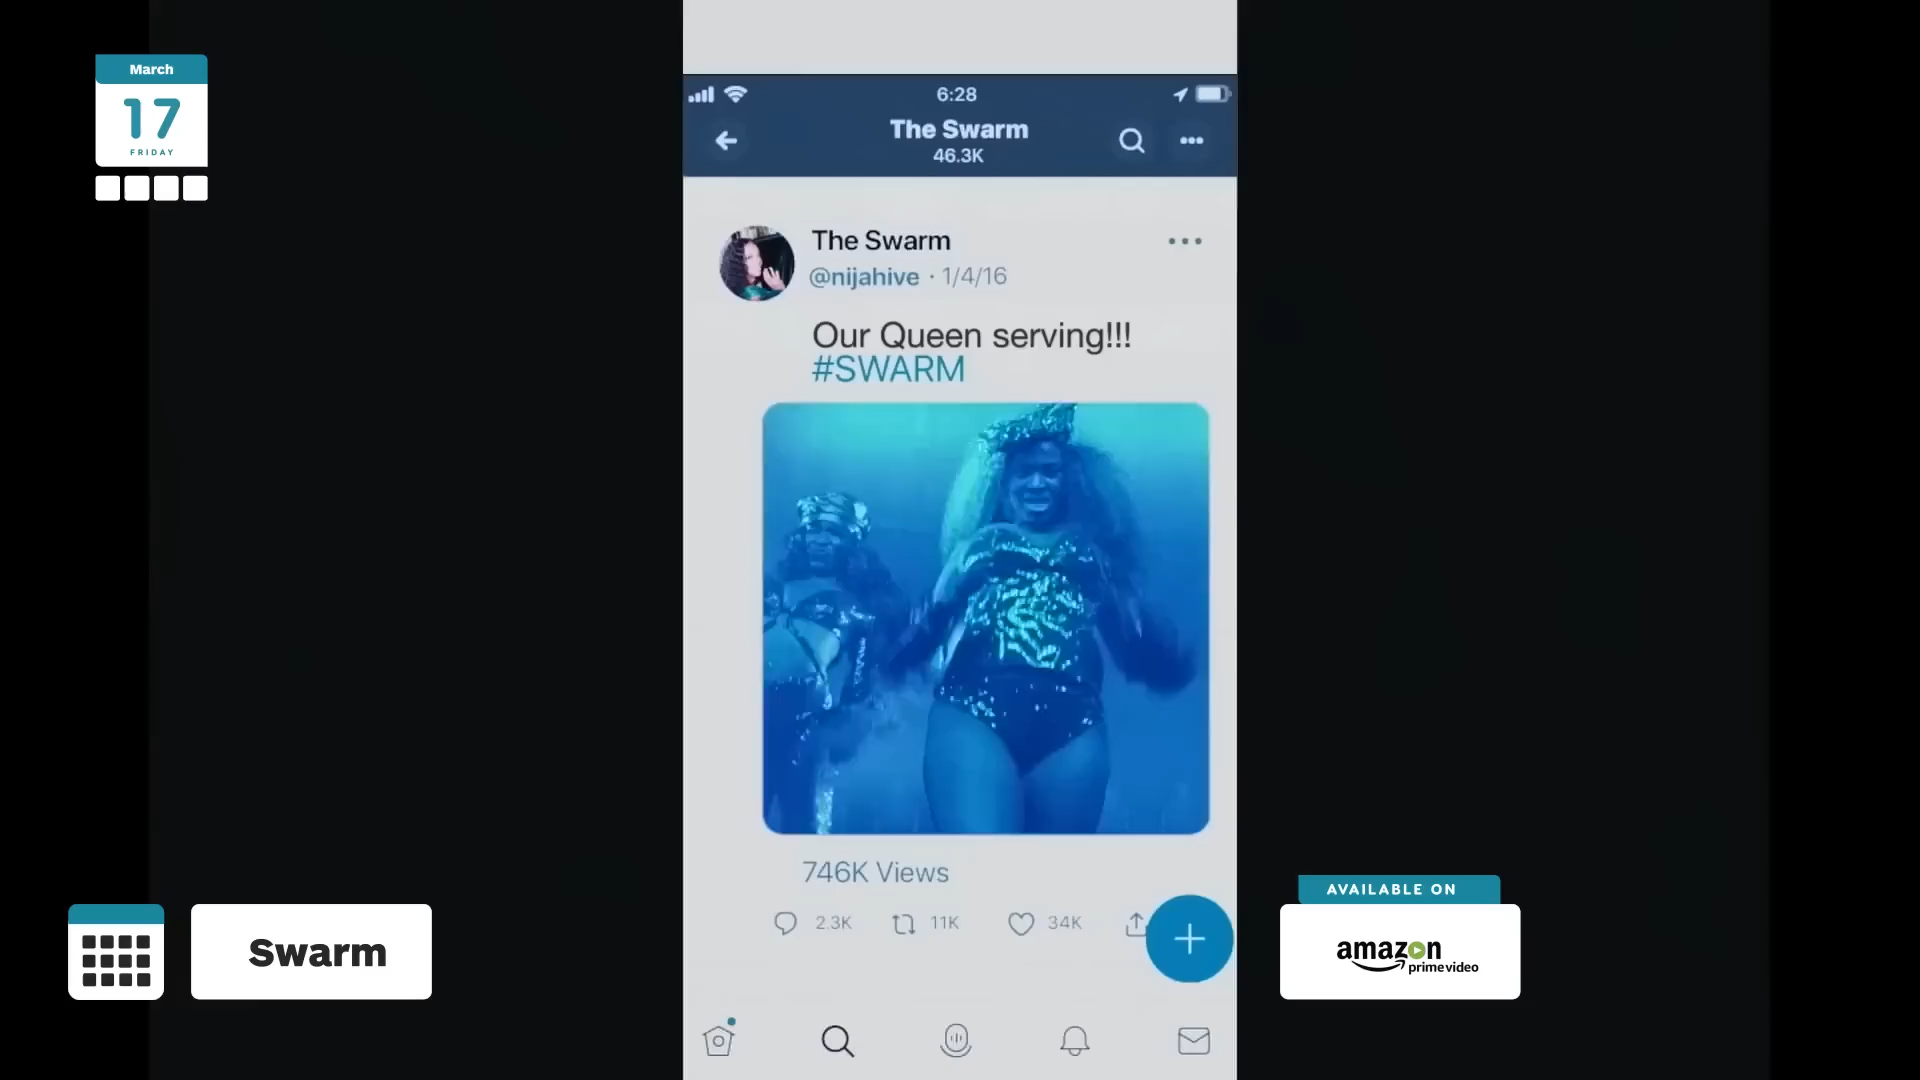 March
17
FRIDAY
6:28
The Swarm
46.3K
The Swarm
@nijahive · 1/4/16
Our Queen serving!!!
#SWARM
746K Views
2.3K 11K 34K
Swarm
AVAILABLE ON
amazon
prime video